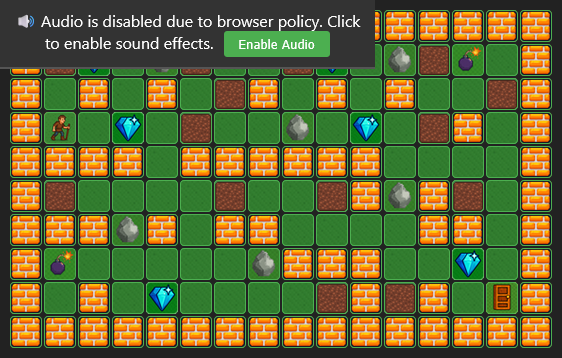 Audio is disabled due to browser policy. Click
to enable sound effects. Enable Audio